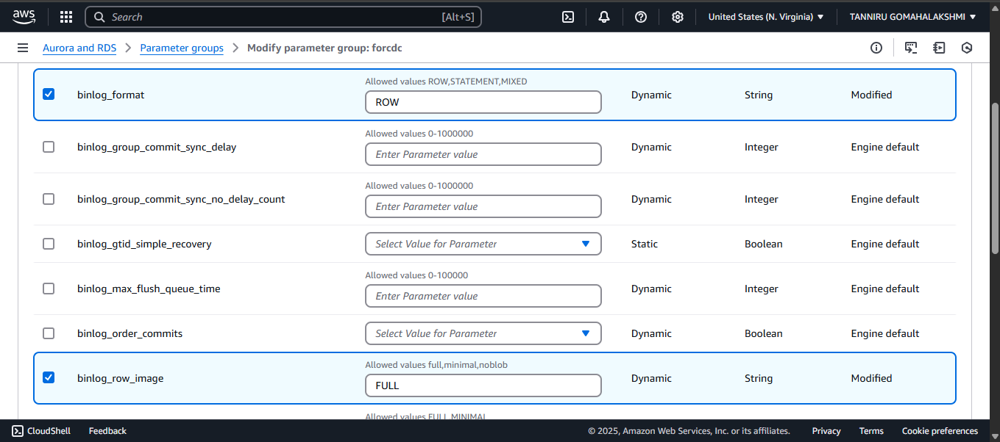 aws Search [Alt+S] United States (N. Virginia) TANNIRU GOMAHALAKSHMI
Aurora and RDS Parameter groups Modify parameter group: forcdc
Allowed values ROW,STATEMENT,MIXED
binlog_format ROW Dynamic String Modified
Allowed values 0-1000000
binlog_group_commit_sync_delay Enter Parameter value Dynamic Integer Engine default
Allowed values 0-1000000
binlog_group_commit_sync_no_delay_count Enter Parameter value Dynamic Integer Engine default
binlog_gtid_simple_recovery Select Value for Parameter Static Boolean Engine default
Allowed values 0-100000
binlog_max_flush_queue_time Enter Parameter value Dynamic Integer Engine default
binlog_order_commits Select Value for Parameter Dynamic Boolean Engine default
Allowed values full,minimal,noblob
binlog_row_image FULL Dynamic String Modified
Allowed values FULL,MINIMAL
CloudShell Feedback © 2025, Amazon Web Services, Inc. or its affiliates. Privacy Terms Cookie preferences